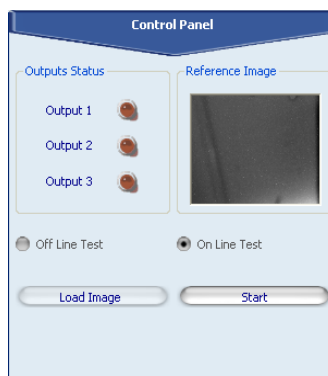 Control Panel
Outputs Status
Reference Image
Output 1
Output 2
Output 3
Off Line Test
On Line Test
Load Image
Start